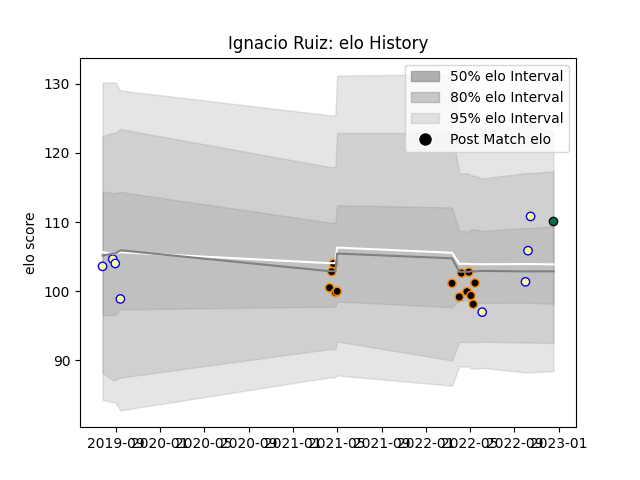 Ignacio Ruiz: elo History
50% elo Interval
80% elo Interval
95% elo Interval
Post Match elo
elo score
130
120
110
100
90
2019-09 2020-01 2020-05 2020-09 2021-01 2021-05 2021-09 2022-01 2022-05 2022-09 2023-01